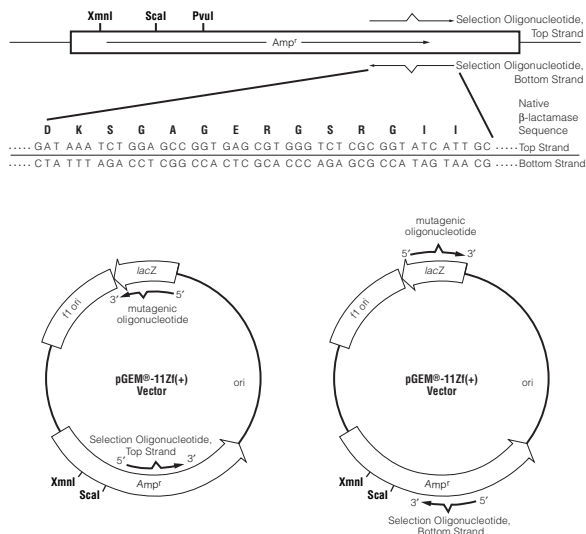 XmnI ScaI PvuI
Selection Oligonucleotide,
Top Strand
Ampʳ
Selection Oligonucleotide,
Bottom Strand
Native
β-lactamase
Sequence
D K S G A G E R G S R G I I
..... GAT AAA TCT GGA GCC GGT GAG CGT GGG TCT CGC GGT ATC ATT GC ..... Top Strand
..... CTA TTT AGA CCT CGG CCA CTC GCA CCC AGA GCG CCA TAG TAA CG ..... Bottom Strand
lacZ
f1 ori
3′ 5′
mutagenic
oligonucleotide
pGEM®-11Zf(+)
Vector
ori
Selection Oligonucleotide,
Top Strand
5′ 3′
XmnI
ScaI
Ampʳ
mutagenic
oligonucleotide
5′ 3′
lacZ
f1 ori
pGEM®-11Zf(+)
Vector
ori
XmnI
ScaI
Ampʳ
3′ 5′
Selection Oligonucleotide,
Bottom Strand